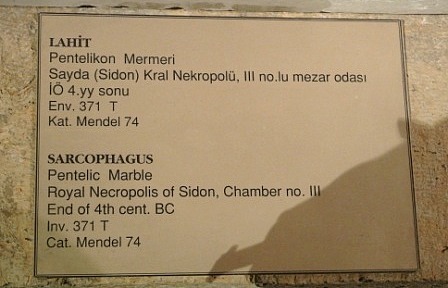 LAHİT
Pentelikon Mermeri
Sayda (Sidon) Kral Nekropolü, III no.lu mezar odası
İÖ 4.yy sonu
Env. 371 T
Kat. Mendel 74
SARCOPHAGUS
Pentelic Marble
Royal Necropolis of Sidon, Chamber no. III
End of 4th cent. BC
Inv. 371 T
Cat. Mendel 74